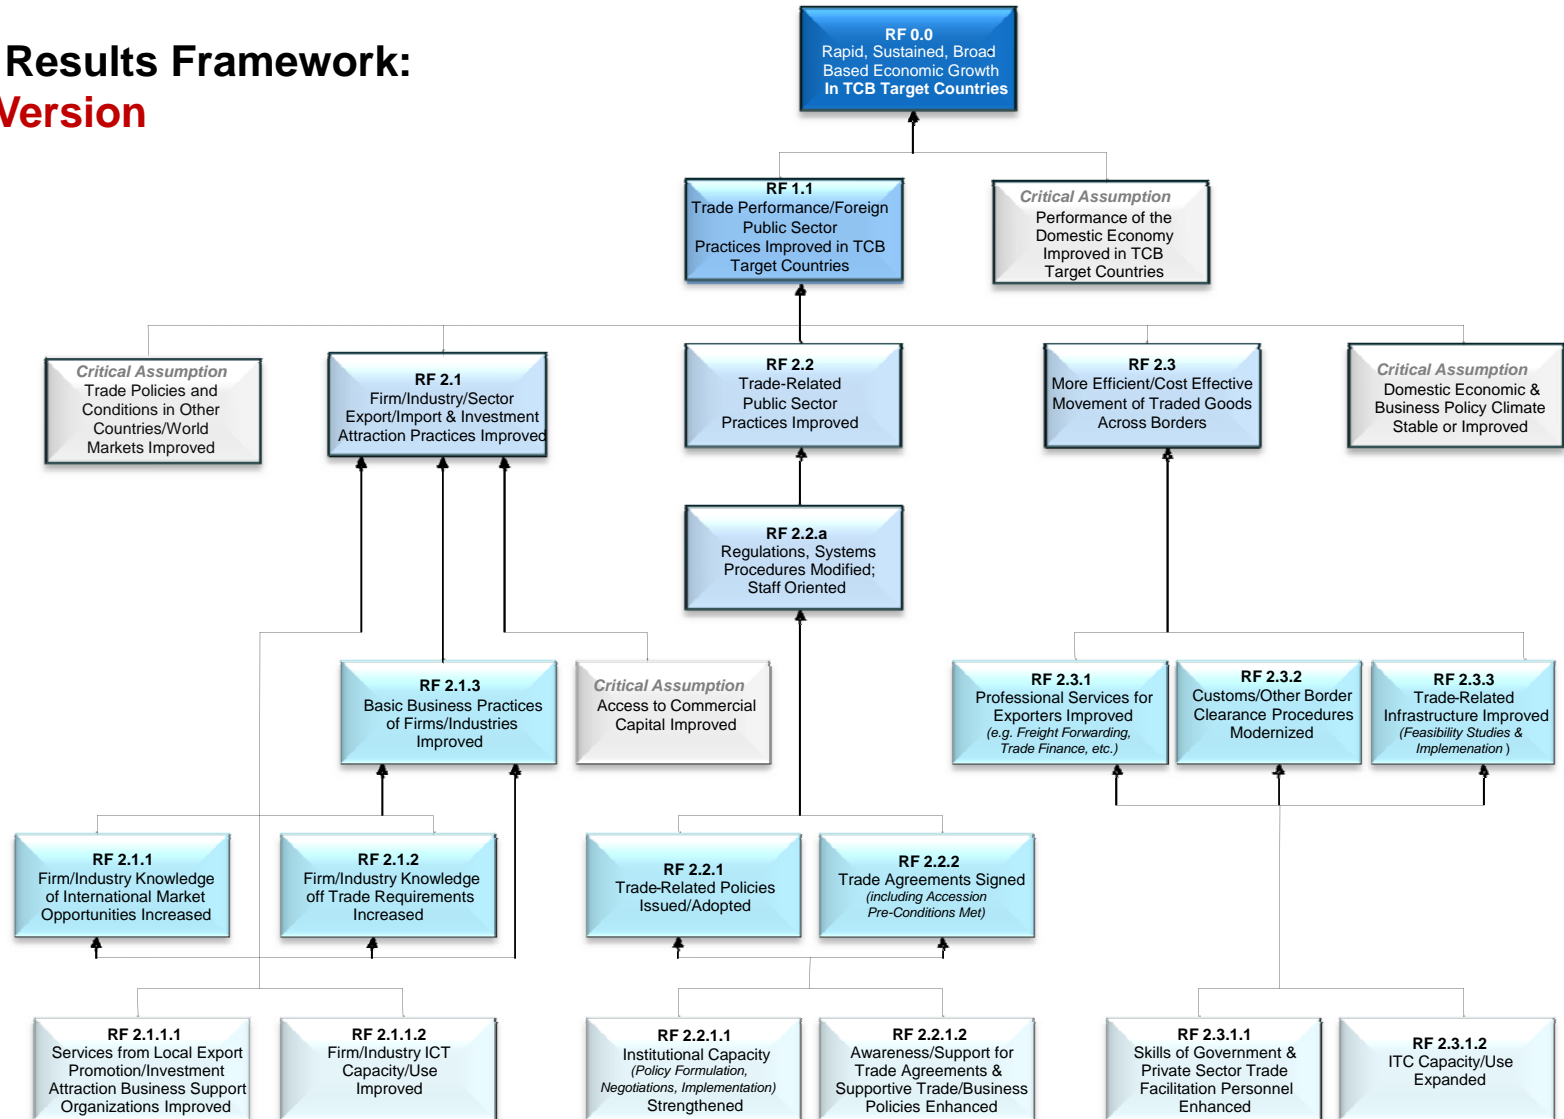 Results Framework:
Version
RF 0.0
Rapid, Sustained, Broad
Based Economic Growth
In TCB Target Countries
RF 1.1
Trade Performance/Foreign
Public Sector
Practices Improved in TCB
Target Countries
Critical Assumption
Performance of the
Domestic Economy
Improved in TCB
Target Countries
Critical Assumption
Trade Policies and
Conditions in Other
Countries/World
Markets Improved
RF 2.1
Firm/Industry/Sector
Export/Import & Investment
Attraction Practices Improved
RF 2.2
Trade-Related
Public Sector
Practices Improved
RF 2.3
More Efficient/Cost Effective
Movement of Traded Goods
Across Borders
Critical Assumption
Domestic Economic &
Business Policy Climate
Stable or Improved
RF 2.2.a
Regulations, Systems
Procedures Modified;
Staff Oriented
RF 2.1.3
Basic Business Practices
of Firms/Industries
Improved
Critical Assumption
Access to Commercial
Capital Improved
RF 2.3.1
Professional Services for
Exporters Improved
(e.g. Freight Forwarding,
Trade Finance, etc.)
RF 2.3.2
Customs/Other Border
Clearance Procedures
Modernized
RF 2.3.3
Trade-Related
Infrastructure Improved
(Feasibility Studies &
Implemenation )
RF 2.1.1
Firm/Industry Knowledge
of International Market
Opportunities Increased
RF 2.1.2
Firm/Industry Knowledge
off Trade Requirements
Increased
RF 2.2.1
Trade-Related Policies
Issued/Adopted
RF 2.2.2
Trade Agreements Signed
(including Accession
Pre-Conditions Met)
RF 2.1.1.1
Services from Local Export
Promotion/Investment
Attraction Business Support
Organizations Improved
RF 2.1.1.2
Firm/Industry ICT
Capacity/Use
Improved
RF 2.2.1.1
Institutional Capacity
(Policy Formulation,
Negotiations, Implementation)
Strengthened
RF 2.2.1.2
Awareness/Support for
Trade Agreements &
Supportive Trade/Business
Policies Enhanced
RF 2.3.1.1
Skills of Government &
Private Sector Trade
Facilitation Personnel
Enhanced
RF 2.3.1.2
ITC Capacity/Use
Expanded